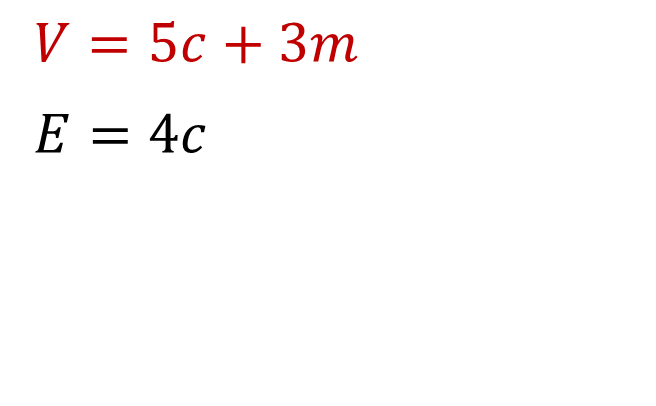 V = 5c + 3m
E = 4c